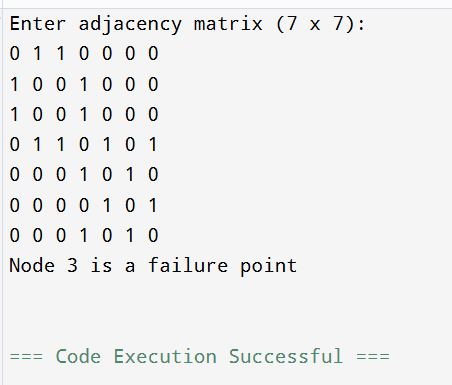 Enter adjacency matrix (7 x 7):
0 1 1 0 0 0 0
1 0 0 1 0 0 0
1 0 0 1 0 0 0
0 1 1 0 1 0 1
0 0 0 1 0 1 0
0 0 0 0 1 0 1
0 0 0 1 0 1 0
Node 3 is a failure point
=== Code Execution Successful ===